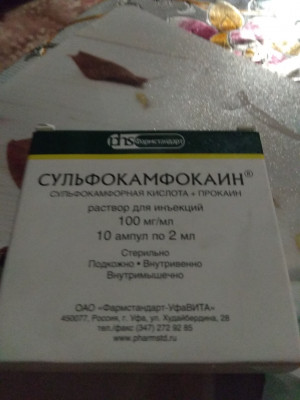 phs Фармстандарт
СУЛЬФОКАМФОКАИН®
СУЛЬФОКАМФОРНАЯ КИСЛОТА + ПРОКАИН
раствор для инъекций
100 мг/мл
10 ампул по 2 мл
Стерильно
Подкожно • Внутривенно
Внутримышечно
ОАО «Фармстандарт-УфаВИТА»
450077, Россия, г. Уфа, ул. Худайбердина, 28
тел./факс (347) 272 92 85
www.pharmstd.ru